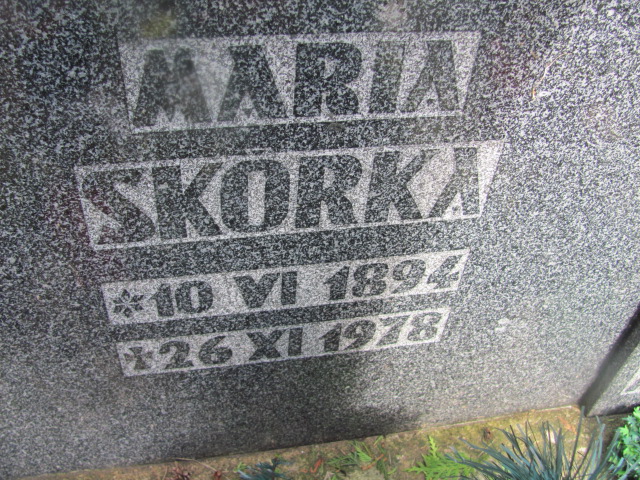 MARIA
SKORKA
*10 VI 1894
✝26 XI 1978